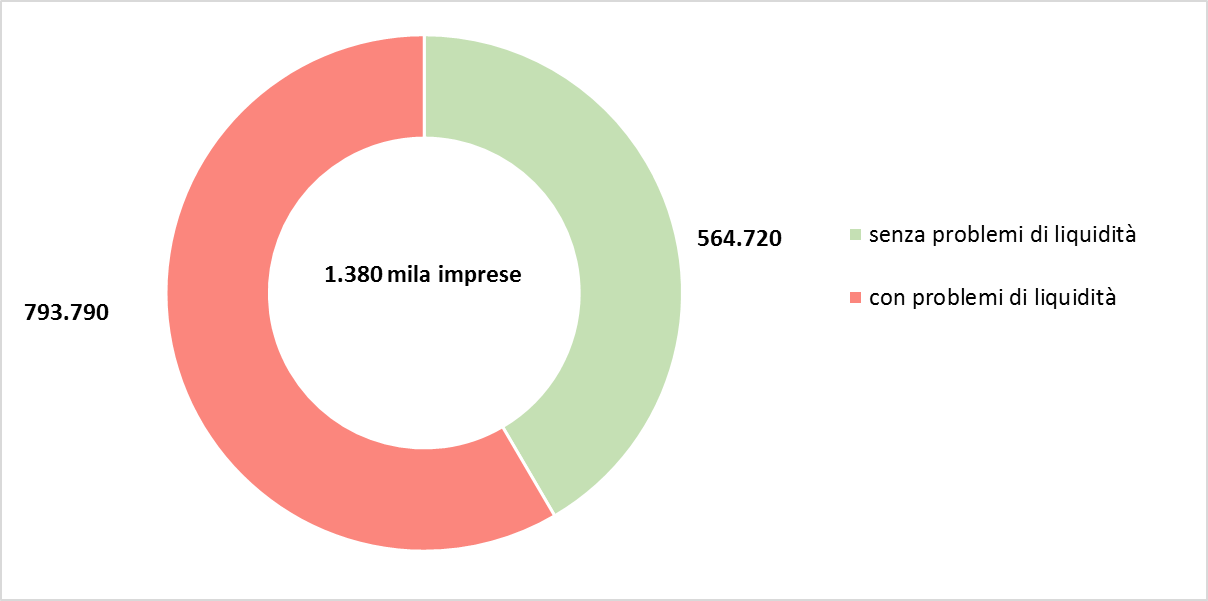 564.720
senza problemi di liquidità
1.380 mila imprese
con problemi di liquidità
793.790